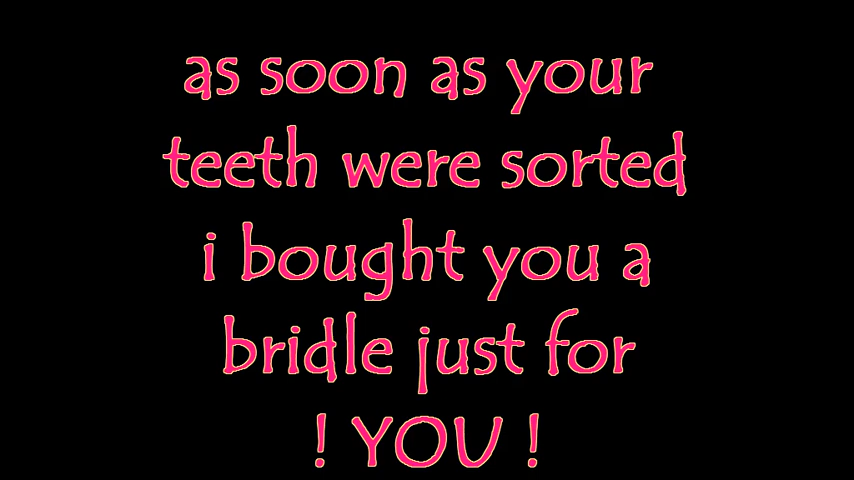 as soon as your
teeth were sorted
i bought you a
bridle just for
! YOU !